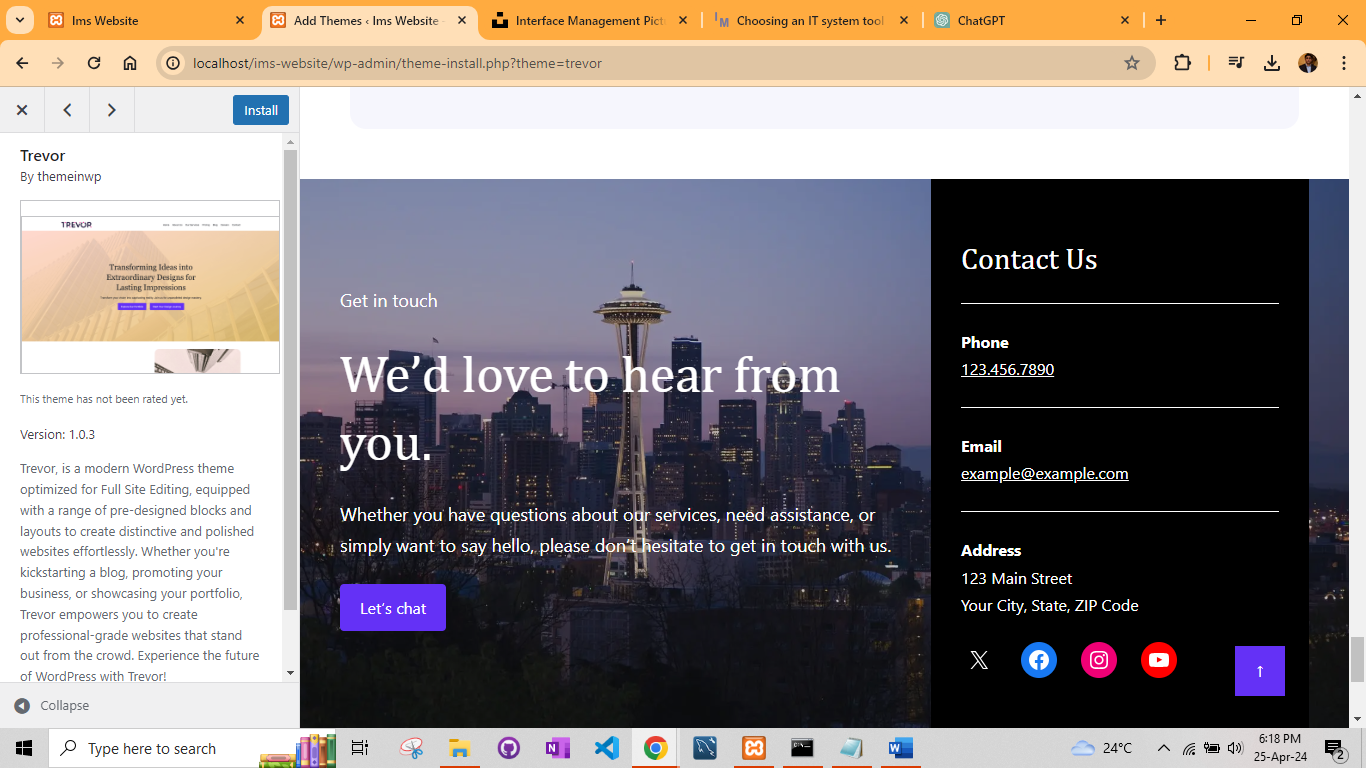 Ims Website
Add Themes ‹ Ims Website -
Interface Management Pict
Choosing an IT system tool
ChatGPT
localhost/ims-website/wp-admin/theme-install.php?theme=trevor
Install
Trevor
By themeinwp
TREVOR
Transforming Ideas into
Extraordinary Designs for
Lasting Impressions
This theme has not been rated yet.
Version: 1.0.3
Trevor, is a modern WordPress theme
optimized for Full Site Editing, equipped
with a range of pre-designed blocks and
layouts to create distinctive and polished
websites effortlessly. Whether you're
kickstarting a blog, promoting your
business, or showcasing your portfolio,
Trevor empowers you to create
professional-grade websites that stand
out from the crowd. Experience the future
of WordPress with Trevor!
Collapse
Get in touch
We’d love to hear from
you.
Whether you have questions about our services, need assistance, or
simply want to say hello, please don’t hesitate to get in touch with us.
Let’s chat
Contact Us
Phone
123.456.7890
Email
example@example.com
Address
123 Main Street
Your City, State, ZIP Code
Type here to search
24°C
6:18 PM
25-Apr-24
2